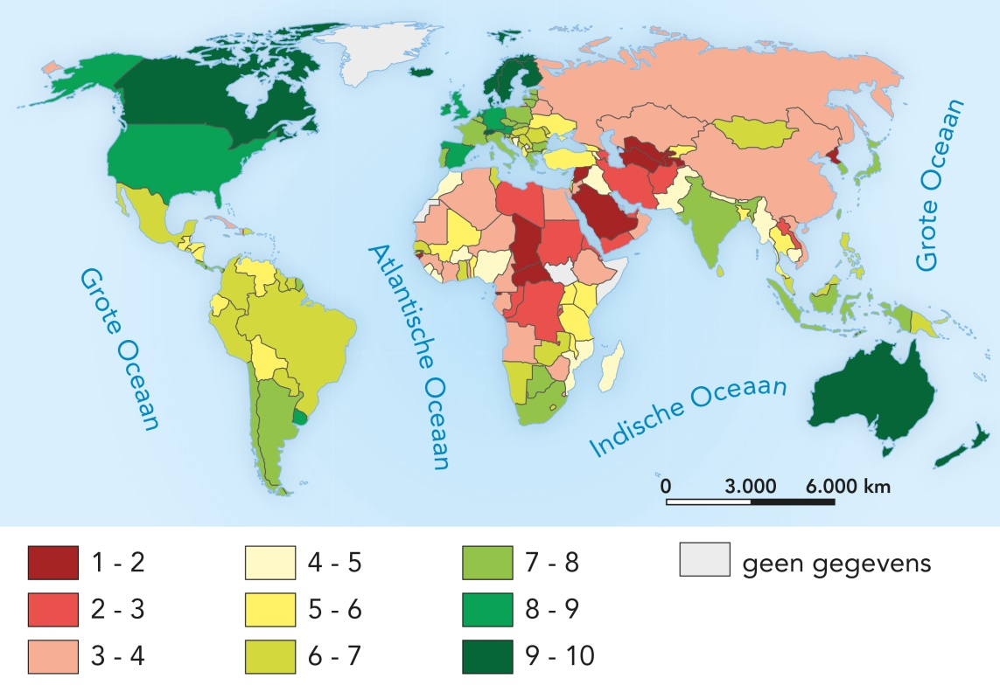 Grote Oceaan
Atlantische Oceaan
Indische Oceaan
Grote Oceaan
0 3.000 6.000 km
1 - 2
2 - 3
3 - 4
4 - 5
5 - 6
6 - 7
7 - 8
8 - 9
9 - 10
geen gegevens